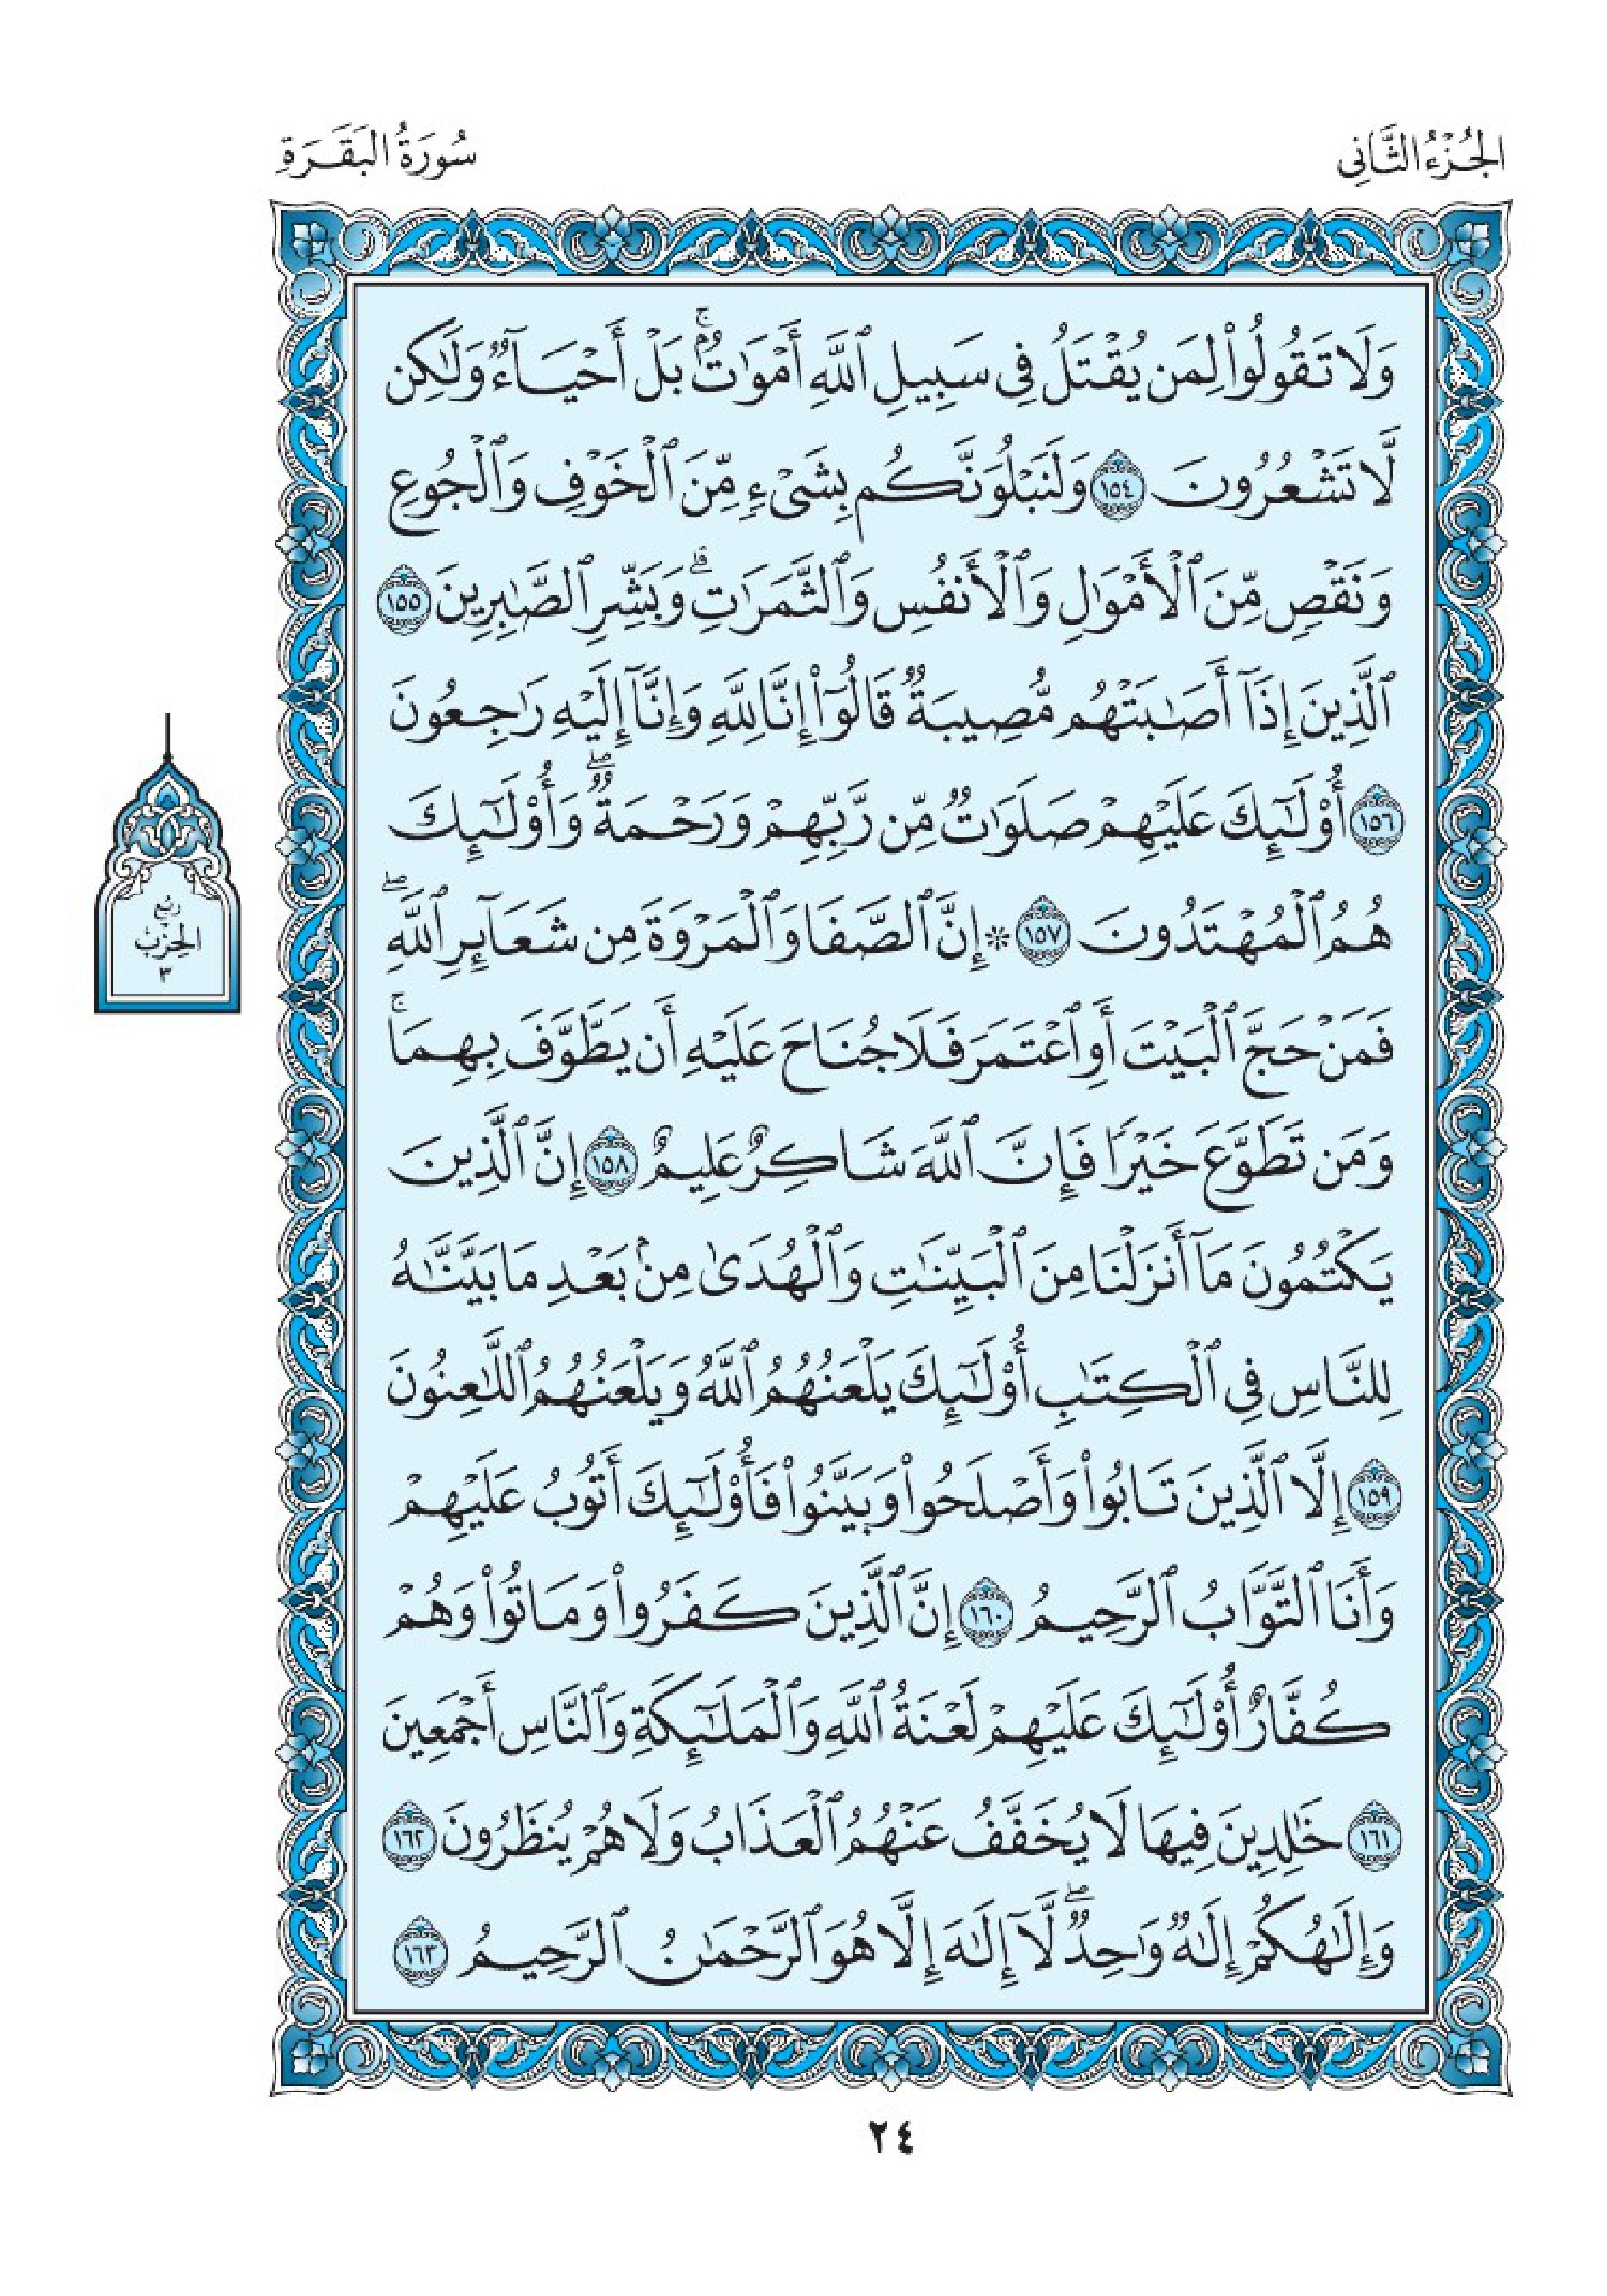 الجُزْءُ الثَّانِي
سُورَةُ البَقَرَةِ
وَلَا تَقُولُوا۟ لِمَن يُقْتَلُ فِى سَبِيلِ ٱللَّهِ أَمْوَٰتٌۢ ۚ بَلْ أَحْيَآءٌ وَلَٰكِن
لَّا تَشْعُرُونَ ١٥٤ وَلَنَبْلُوَنَّكُم بِشَىْءٍ مِّنَ ٱلْخَوْفِ وَٱلْجُوعِ
وَنَقْصٍ مِّنَ ٱلْأَمْوَٰلِ وَٱلْأَنفُسِ وَٱلثَّمَرَٰتِ ۗ وَبَشِّرِ ٱلصَّٰبِرِينَ ١٥٥
ٱلَّذِينَ إِذَآ أَصَٰبَتْهُم مُّصِيبَةٌ قَالُوٓا۟ إِنَّا لِلَّهِ وَإِنَّآ إِلَيْهِ رَٰجِعُونَ
١٥٦ أُو۟لَٰٓئِكَ عَلَيْهِمْ صَلَوَٰتٌ مِّن رَّبِّهِمْ وَرَحْمَةٌ ۖ وَأُو۟لَٰٓئِكَ
هُمُ ٱلْمُهْتَدُونَ ١٥٧ ۞ إِنَّ ٱلصَّفَا وَٱلْمَرْوَةَ مِن شَعَآئِرِ ٱللَّهِ ۖ
فَمَنْ حَجَّ ٱلْبَيْتَ أَوِ ٱعْتَمَرَ فَلَا جُنَاحَ عَلَيْهِ أَن يَطَّوَّفَ بِهِمَا ۚ
وَمَن تَطَوَّعَ خَيْرًا فَإِنَّ ٱللَّهَ شَاكِرٌ عَلِيمٌ ١٥٨ إِنَّ ٱلَّذِينَ
يَكْتُمُونَ مَآ أَنزَلْنَا مِنَ ٱلْبَيِّنَٰتِ وَٱلْهُدَىٰ مِنۢ بَعْدِ مَا بَيَّنَّٰهُ
لِلنَّاسِ فِى ٱلْكِتَٰبِ أُو۟لَٰٓئِكَ يَلْعَنُهُمُ ٱللَّهُ وَيَلْعَنُهُمُ ٱللَّٰعِنُونَ
١٥٩ إِلَّا ٱلَّذِينَ تَابُوا۟ وَأَصْلَحُوا۟ وَبَيَّنُوا۟ فَأُو۟لَٰٓئِكَ أَتُوبُ عَلَيْهِمْ
وَأَنَا ٱلتَّوَّابُ ٱلرَّحِيمُ ١٦٠ إِنَّ ٱلَّذِينَ كَفَرُوا۟ وَمَاتُوا۟ وَهُمْ
كُفَّارٌ أُو۟لَٰٓئِكَ عَلَيْهِمْ لَعْنَةُ ٱللَّهِ وَٱلْمَلَٰٓئِكَةِ وَٱلنَّاسِ أَجْمَعِينَ
١٦١ خَٰلِدِينَ فِيهَا لَا يُخَفَّفُ عَنْهُمُ ٱلْعَذَابُ وَلَا هُمْ يُنظَرُونَ ١٦٢
وَإِلَٰهُكُمْ إِلَٰهٌ وَٰحِدٌ ۖ لَّآ إِلَٰهَ إِلَّا هُوَ ٱلرَّحْمَٰنُ ٱلرَّحِيمُ ١٦٣
رُبْع
الحِزْب
٣
٢٤